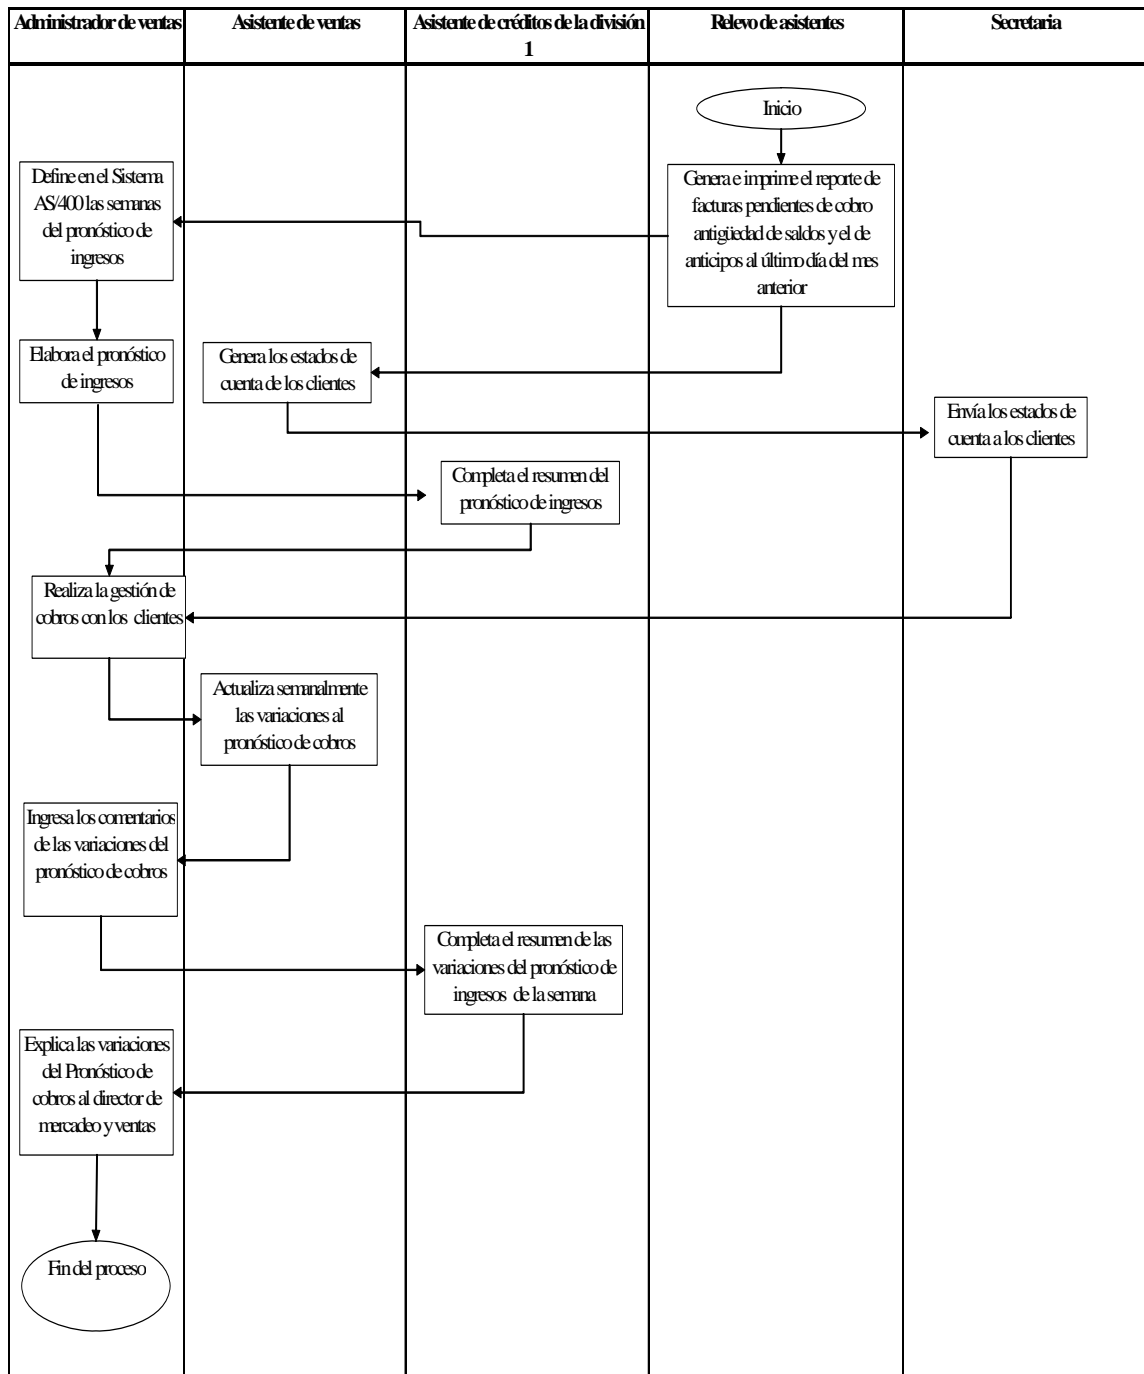 Administrador de ventas
Asistente de ventas
Asistente de créditos de la división
1
Relevo de asistentes
Secretaria
Inicio
Define en el Sistema
AS/400 las semanas
del pronóstico de
ingresos
Genera e imprime el reporte de
facturas pendientes de cobro
antigüedad de saldos y el de
anticipos al último día del mes
anterior
Elabora el pronóstico
de ingresos
Genera los estados de
cuenta de los clientes
Envía los estados de
cuenta a los clientes
Completa el resumen del
pronóstico de ingresos
Realiza la gestión de
cobros con los clientes
Actualiza semanalmente
las variaciones al
pronóstico de cobros
Ingresa los comentarios
de las variaciones del
pronóstico de cobros
Completa el resumen de las
variaciones del pronóstico de
ingresos de la semana
Explica las variaciones
del Pronóstico de
cobros al director de
mercadeo y ventas
Fin del proceso